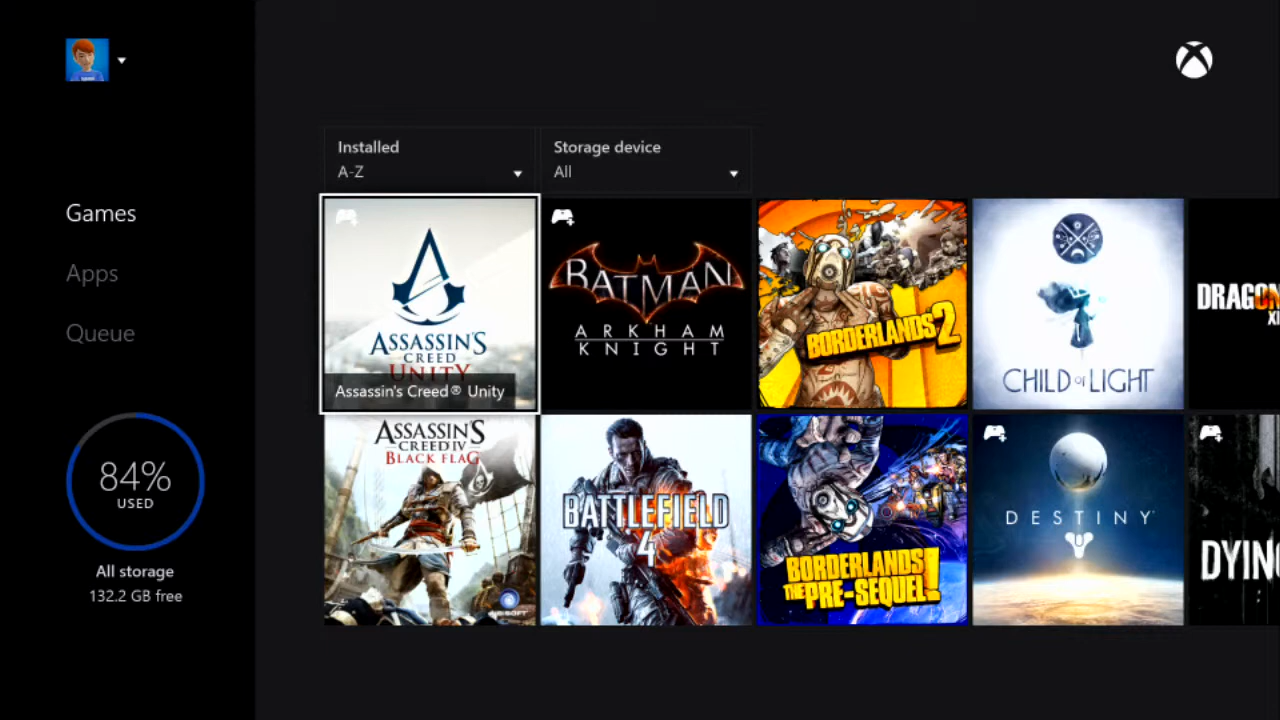 Installed
A-Z
Storage device
All
Games
Apps
Queue
84%
USED
All storage
132.2 GB free
ASSASSIN'S
CREED
UNITY
Assassin's Creed® Unity
BATMAN
ARKHAM
KNIGHT
BORDERLANDS 2
CHILD OF LIGHT
ASSASSIN'S
CREED IV
BLACK FLAG
UBISOFT
BATTLEFIELD
4
BORDERLANDS
THE PRE-SEQUEL!
DESTINY